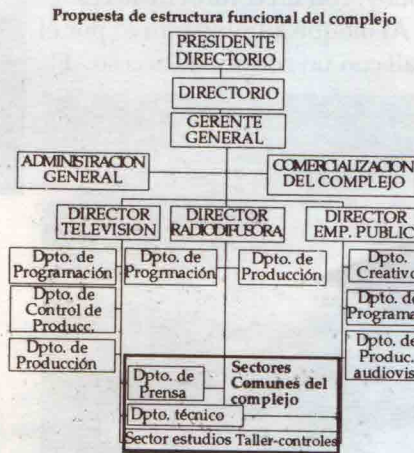 Propuesta de estructura funcional del complejo
PRESIDENTE
DIRECTORIO
DIRECTORIO
GERENTE
GENERAL
ADMINISTRACION
GENERAL
COMERCIALIZACION
DEL COMPLEJO
DIRECTOR
TELEVISION
DIRECTOR
RADIODIFUSORA
DIRECTOR
EMP. PUBLIC
Dpto. de
Programación
Dpto. de
Control de
Producc.
Dpto. de
Producción
Dpto. de
Progrmación
Dpto. de
Producción
Dpto.
Creativo
Dpto. de
Programa
Dpto. de
Produc.
audiovis
Sectores
Comunes del
complejo
Dpto. de
Prensa
Dpto. técnico
Sector estudios Taller-controles